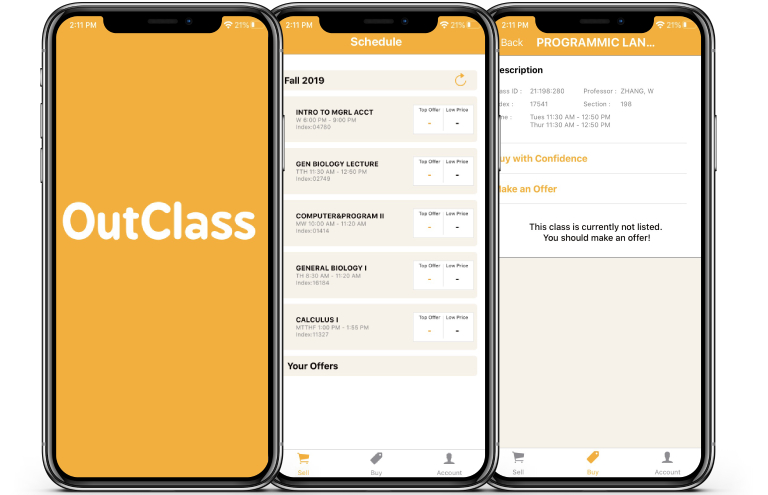 2:11 PM 21%
OutClass
2:11 PM 21%
Schedule
Fall 2019
INTRO TO MGRL ACCT
W 6:00 PM - 9:00 PM
Index:04780
Top Offer Low Price
- -
GEN BIOLOGY LECTURE
TTH 11:30 AM - 12:50 PM
Index:02749
Top Offer Low Price
- -
COMPUTER&PROGRAM II
MW 10:00 AM - 11:20 AM
Index:01414
Top Offer Low Price
- -
GENERAL BIOLOGY I
TH 8:30 AM - 11:20 AM
Index:16164
Top Offer Low Price
- -
CALCULUS I
MTTHF 1:00 PM - 1:55 PM
Index:11327
Top Offer Low Price
- -
Your Offers
Sell Buy Account
2:11 PM 21%
Back PROGRAMMIC LAN...
escription
ass ID : 21:198:280 Professor : ZHANG, W
dex : 17541 Section : 198
me : Tues 11:30 AM - 12:50 PM
Thur 11:30 AM - 12:50 PM
uy with Confidence
ake an Offer
This class is currently not listed.
You should make an offer!
Sell Buy Account